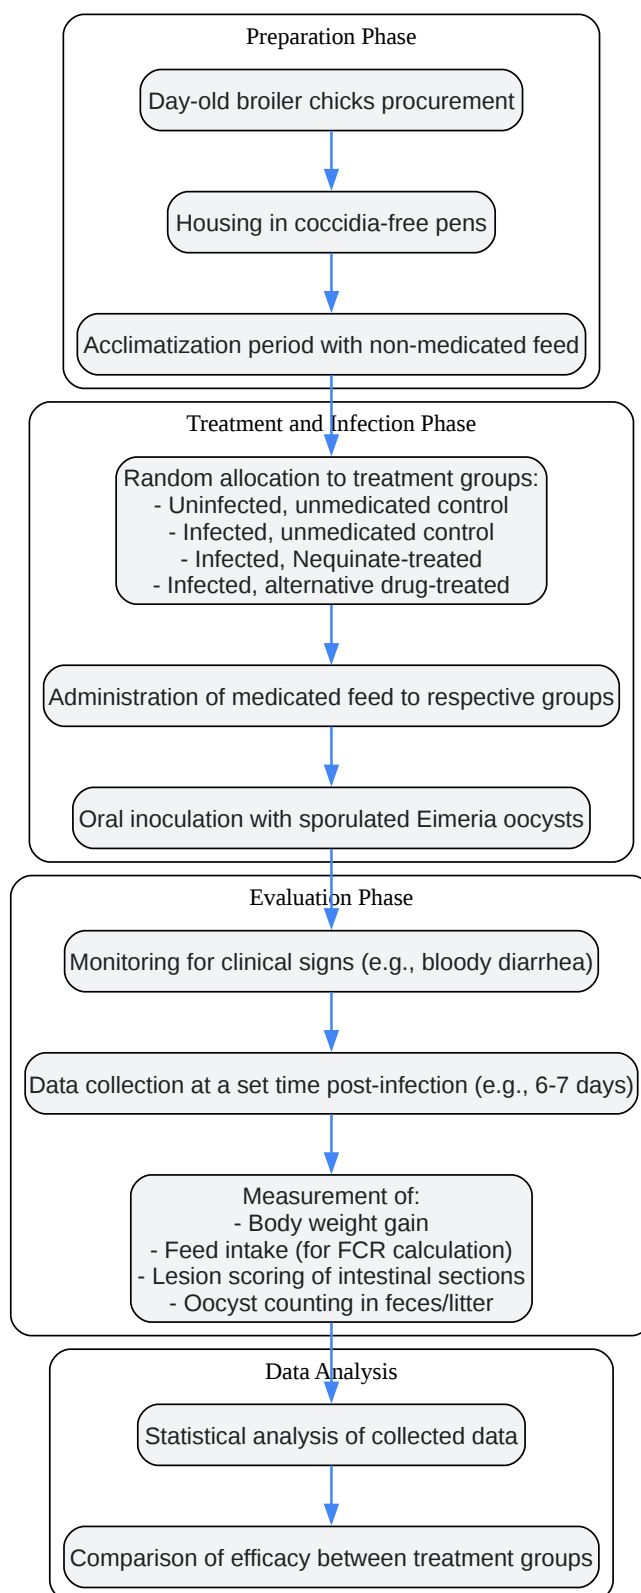 Preparation Phase
Day-old broiler chicks procurement
Housing in coccidia-free pens
Acclimatization period with non-medicated feed
Treatment and Infection Phase
Random allocation to treatment groups:
- Uninfected, unmedicated control
- Infected, unmedicated control
- Infected, Nequinate-treated
- Infected, alternative drug-treated
Administration of medicated feed to respective groups
Oral inoculation with sporulated Eimeria oocysts
Evaluation Phase
Monitoring for clinical signs (e.g., bloody diarrhea)
Data collection at a set time post-infection (e.g., 6-7 days)
Measurement of:
- Body weight gain
- Feed intake (for FCR calculation)
- Lesion scoring of intestinal sections
- Oocyst counting in feces/litter
Data Analysis
Statistical analysis of collected data
Comparison of efficacy between treatment groups